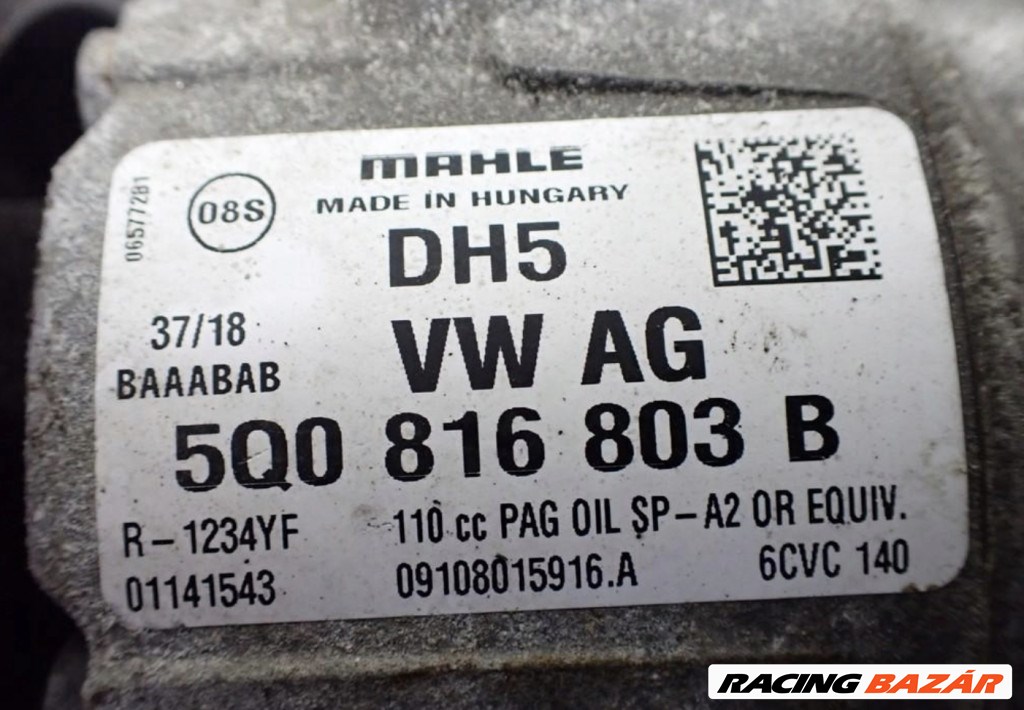 MAHLE
MADE IN HUNGARY
DH5
08S
06577281
37/18
BAAABAB
VW AG
5Q0 816 803 B
R-1234YF 110 cc PAG OIL SP-A2 OR EQUIV.
01141543 09108015916.A 6CVC 140
RACING BAZÁR